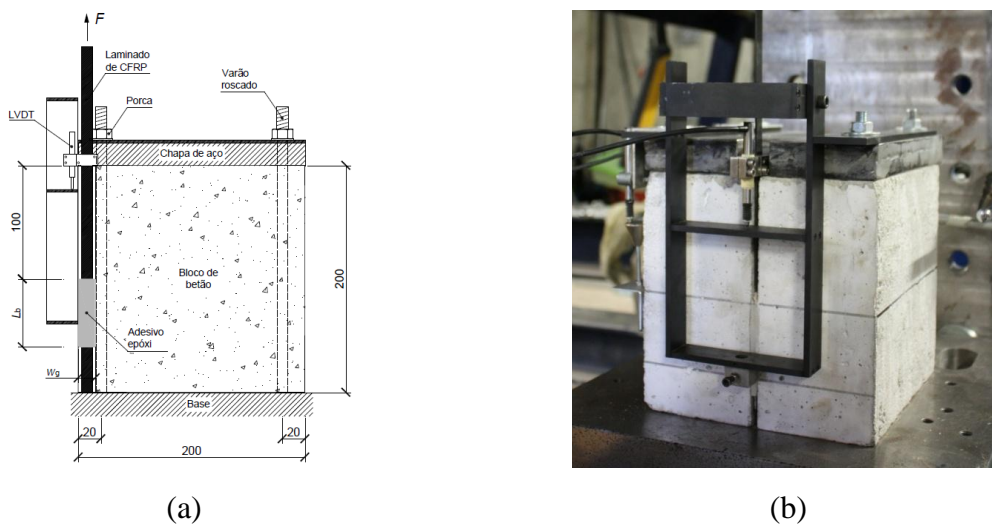 F
Laminado
de CFRP
Varão
roscado
Porca
LVDT
Chapa de aço
100
200
Bloco de
betão
Lb
Adesivo
epóxi
Wg
Base
20
20
200
(a)
(b)